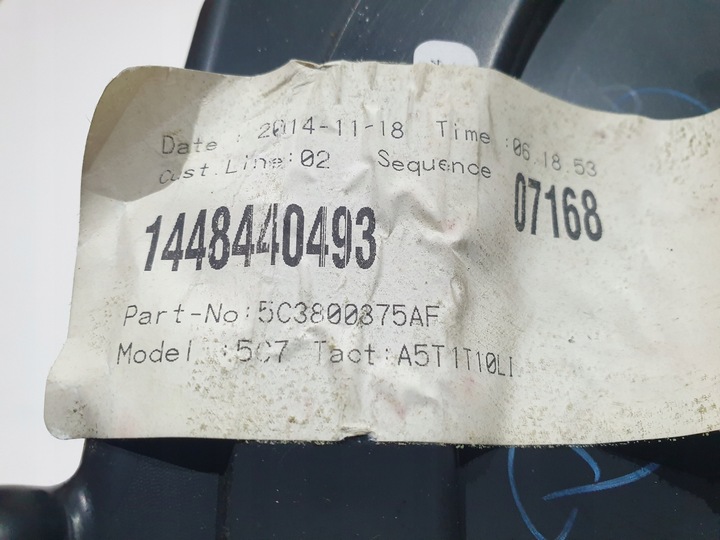 Date : 2014-11-18 Time :06.18.53
Cust.Line:02 Sequence 07168
1448440493
Part-No:5C3800375AF
Model :5C7 Tact:A5T1T10LI